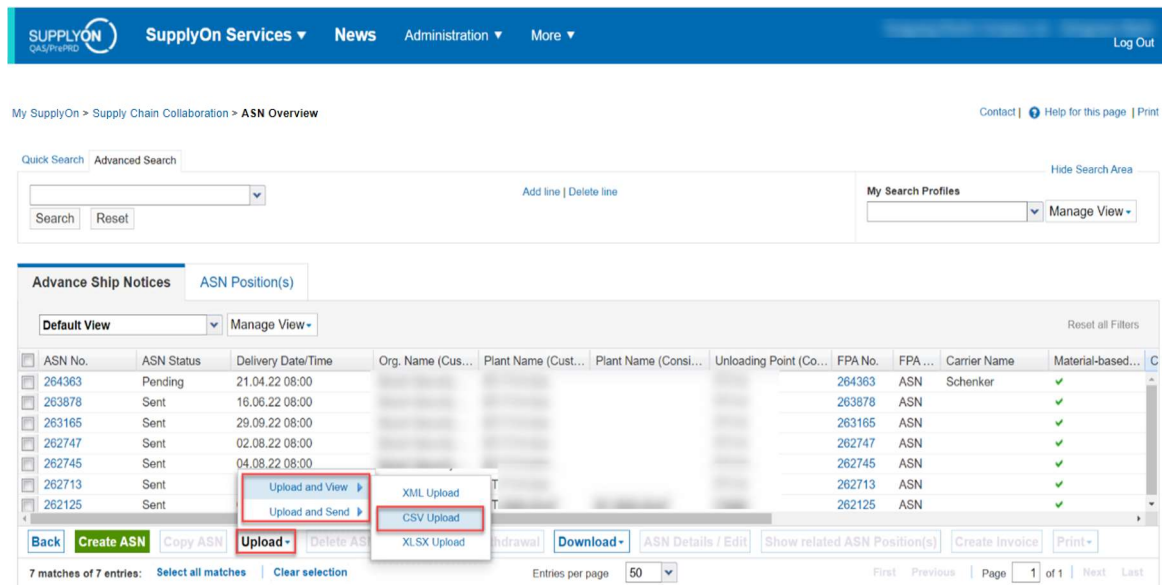 SUPPLYON
QAS/PrePRD
SupplyOn Services ▾ News Administration ▾ More ▾
Log Out
My SupplyOn > Supply Chain Collaboration > ASN Overview
Contact | Help for this page | Print
Quick Search Advanced Search
Hide Search Area
Add line | Delete line
My Search Profiles
Search Reset
Manage View
Advance Ship Notices ASN Position(s)
Default View Manage View
Reset all Filters
ASN No. ASN Status Delivery Date/Time Org. Name (Cus... Plant Name (Cust... Plant Name (Consi... Unloading Point (Co... FPA No. FPA ... Carrier Name Material-based... C
264363 Pending 21.04.22 08:00 264363 ASN Schenker
263878 Sent 16.06.22 08:00 263878 ASN
263165 Sent 29.09.22 08:00 263165 ASN
262747 Sent 02.08.22 08:00 262747 ASN
262745 Sent 04.08.22 08:00 262745 ASN
262713 Sent 262713 ASN
262125 Sent 262125 ASN
Upload and View
Upload and Send
XML Upload
CSV Upload
XLSX Upload
Back Create ASN Copy ASN Upload Delete ASN thdrawal Download ASN Details / Edit Show related ASN Position(s) Create Invoice Print
7 matches of 7 entries: Select all matches | Clear selection Entries per page 50 First Previous | Page 1 of 1 | Next Last